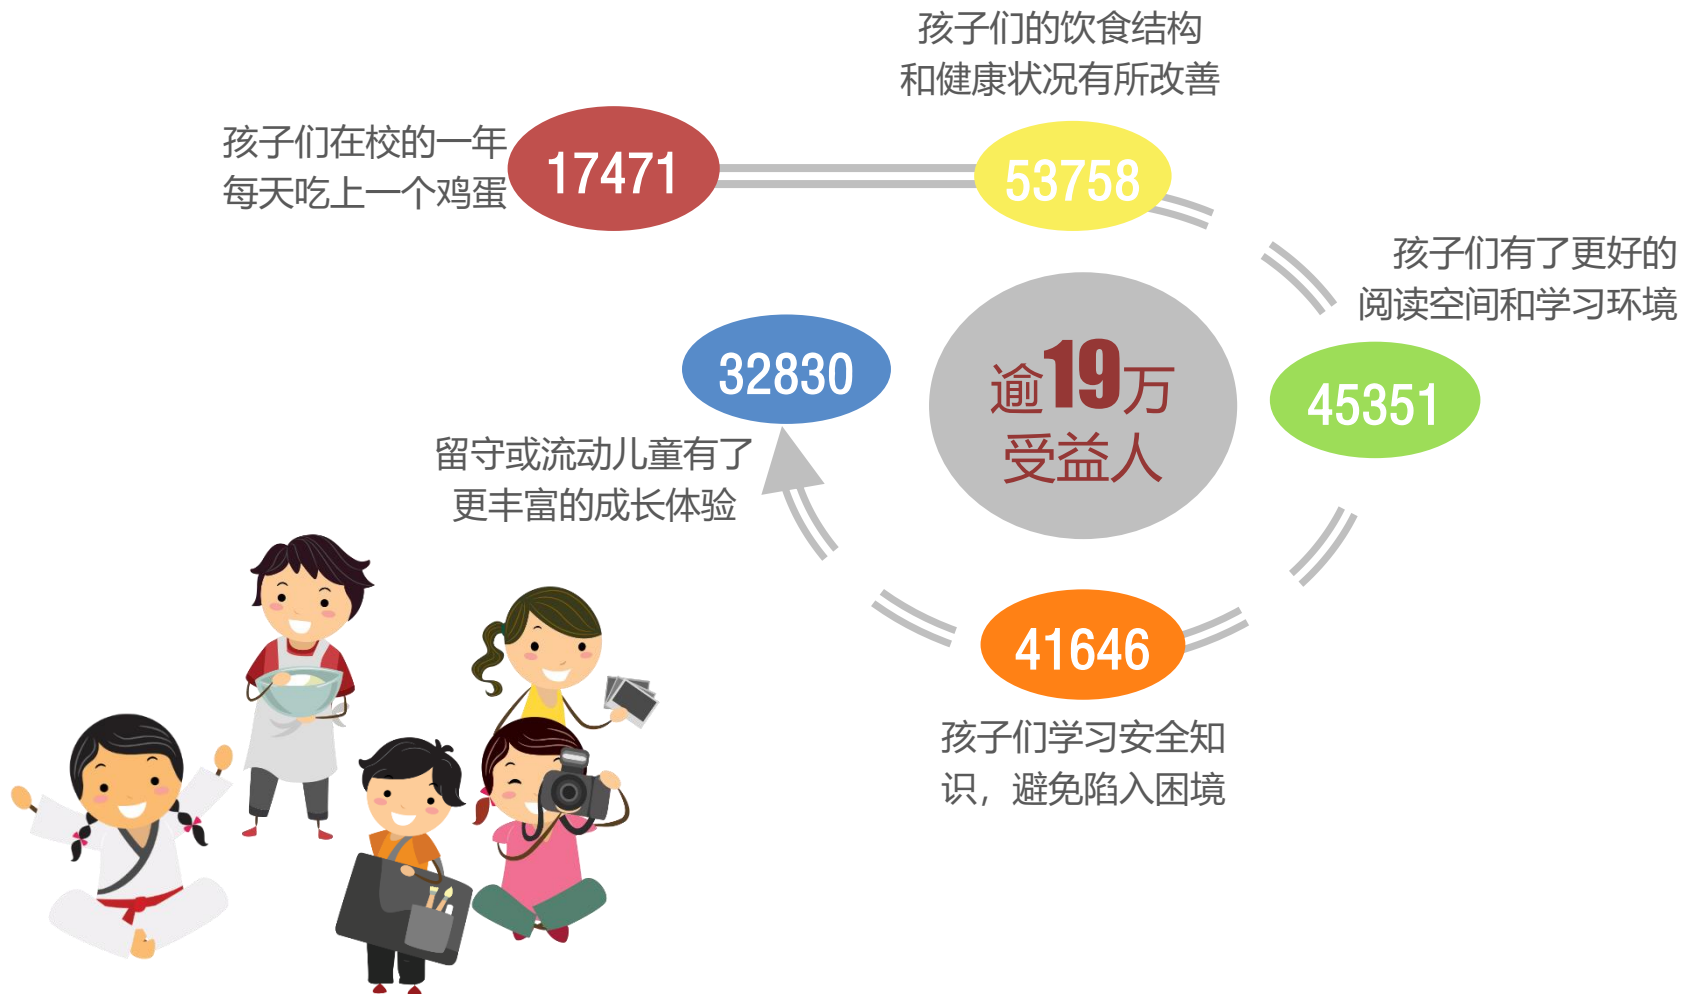 孩子们的饮食结构
和健康状况有所改善
孩子们在校的一年
每天吃上一个鸡蛋
17471
53758
孩子们有了更好的
阅读空间和学习环境
32830
逾19万
受益人
45351
留守或流动儿童有了
更丰富的成长体验
41646
孩子们学习安全知
识，避免陷入困境